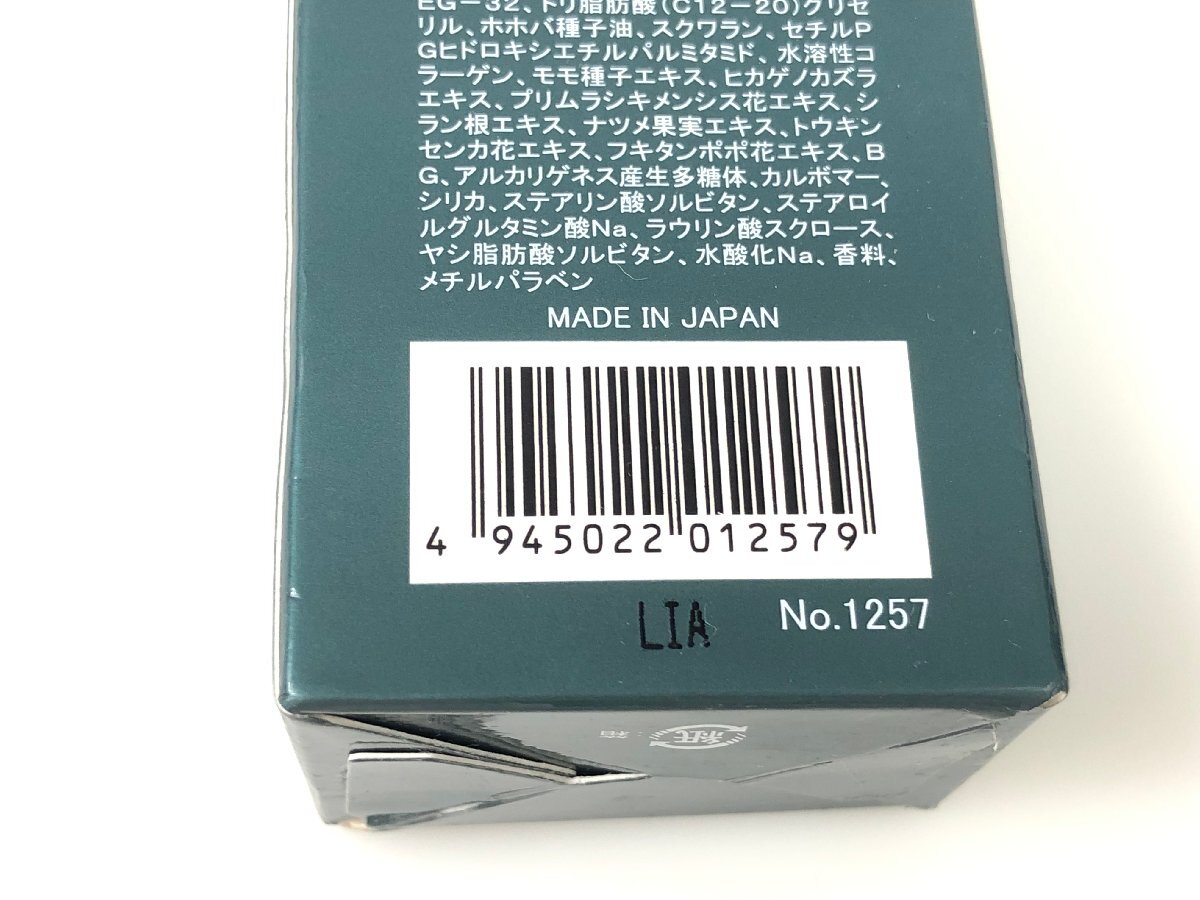 EG－32、トリ脂肪酸(C12－20)グリセ
リル、ホホバ種子油、スクワラン、セチルP
Gヒドロキシエチルパルミタミド、水溶性コ
ラーゲン、モモ種子エキス、ヒカゲノカズラ
エキス、プリムラシキメンシス花エキス、シ
ラン根エキス、ナツメ果実エキス、トウキン
センカ花エキス、フキタンポポ花エキス、B
G、アルカリゲネス産生多糖体、カルボマー、
シリカ、ステアリン酸ソルビタン、ステアロイ
ルグルタミン酸Na、ラウリン酸スクロース、
ヤシ脂肪酸ソルビタン、水酸化Na、香料、
メチルパラベン
MADE IN JAPAN
4 945022 012579
LIA
No.1257
紙
：箱